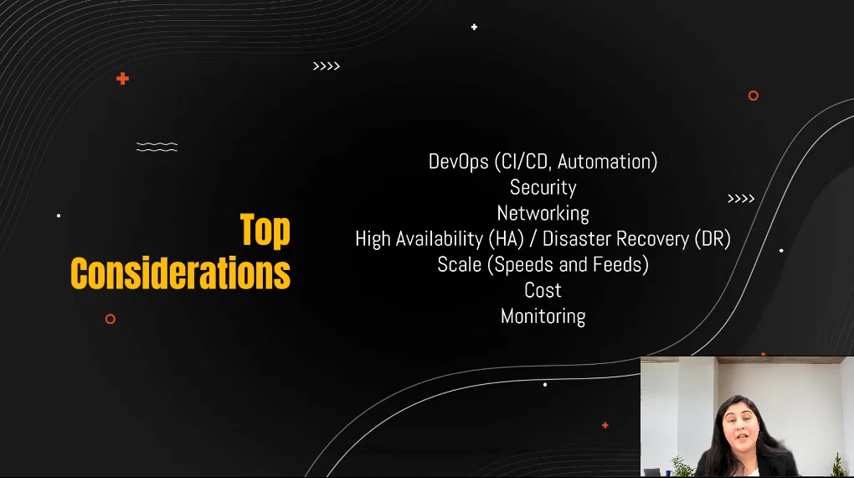 Top
Considerations
DevOps (CI/CD, Automation)
Security
Networking
High Availability (HA) / Disaster Recovery (DR)
Scale (Speeds and Feeds)
Cost
Monitoring